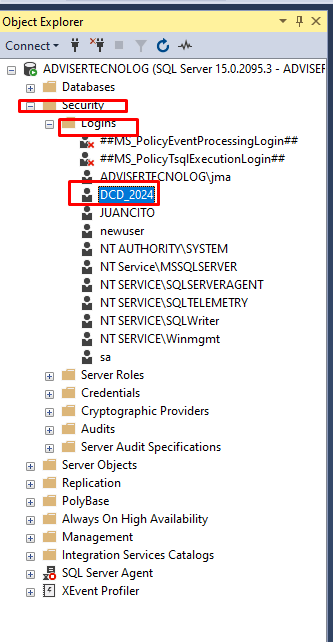 Object Explorer
Connect
ADVISERTECNOLOG (SQL Server 15.0.2095.3 - ADVISER
Databases
Security
Logins
##MS_PolicyEventProcessingLogin##
##MS_PolicyTsqlExecutionLogin##
ADVISERTECNOLOG\jma
DCD_2024
JUANCITO
newuser
NT AUTHORITY\SYSTEM
NT Service\MSSQLSERVER
NT SERVICE\SQLSERVERAGENT
NT SERVICE\SQLTELEMETRY
NT SERVICE\SQLWriter
NT SERVICE\Winmgmt
sa
Server Roles
Credentials
Cryptographic Providers
Audits
Server Audit Specifications
Server Objects
Replication
PolyBase
Always On High Availability
Management
Integration Services Catalogs
SQL Server Agent
XEvent Profiler